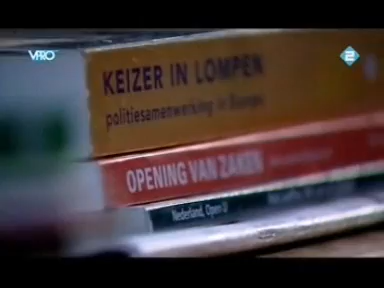 VPRO
2
KEIZER IN LOMPEN
politiesamenwerking in Europa
OPENING VAN ZAKEN
Nederland, Open U